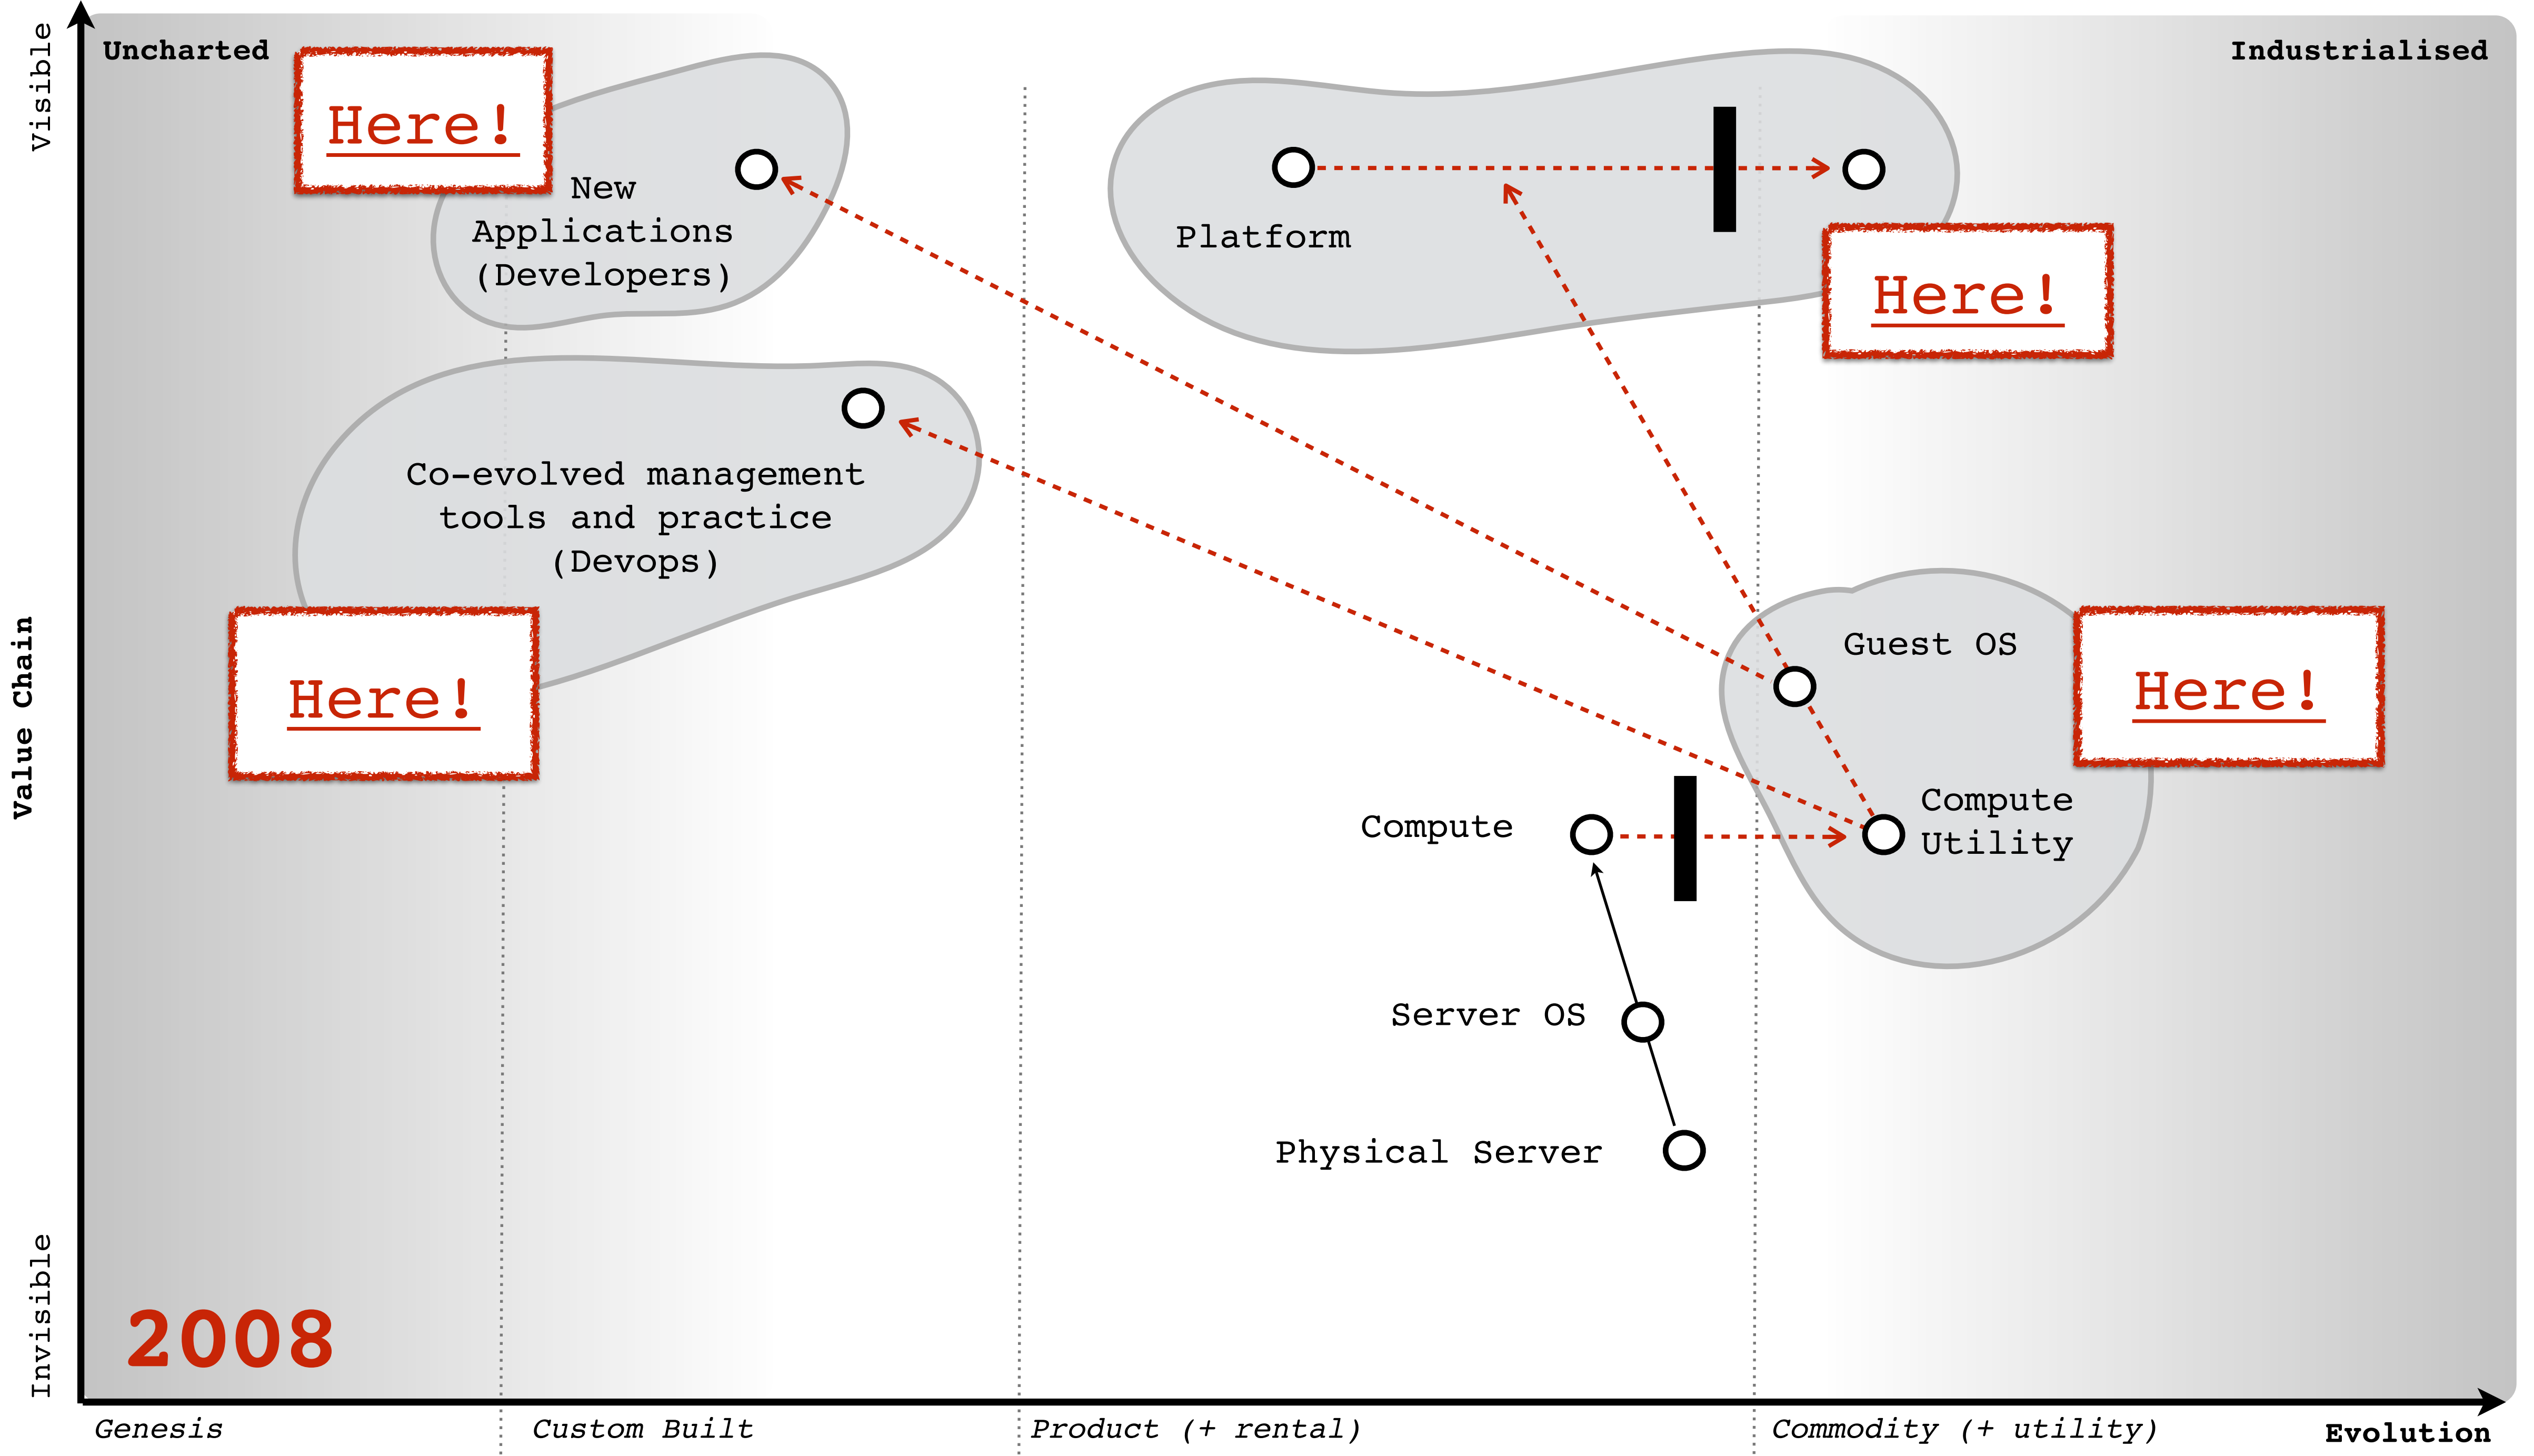 Uncharted
Industrialised
Visible
Here!
New
Applications
(Developers)
Platform
Here!
Co-evolved management
tools and practice
(Devops)
Here!
Guest OS
Here!
Value Chain
Compute
Compute
Utility
Server OS
Physical Server
Invisible
2008
Genesis
Custom Built
Product (+ rental)
Commodity (+ utility)
Evolution